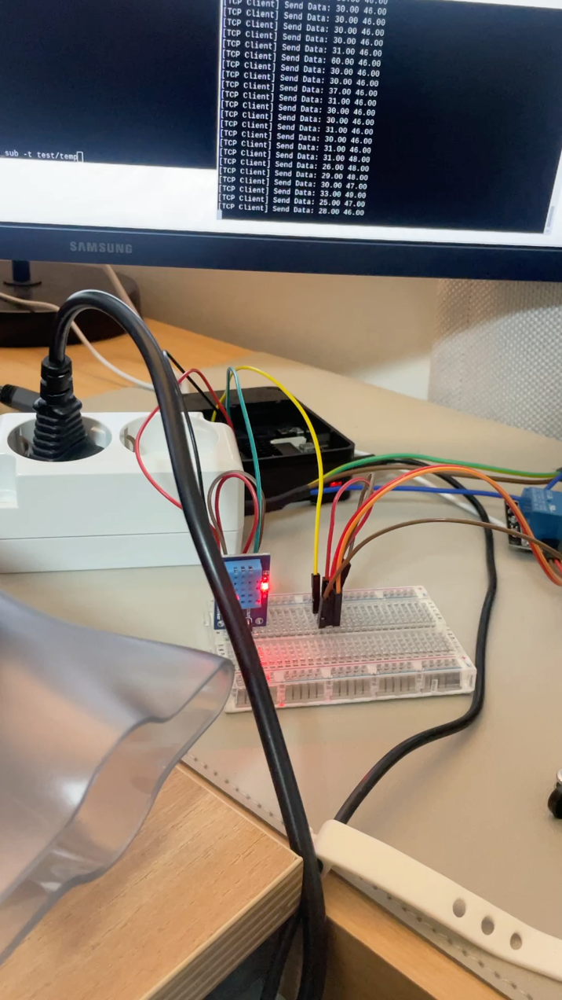 [TCP Client] Send Data: 30.00 46.00
[TCP Client] Send Data: 30.00 46.00
[TCP Client] Send Data: 30.00 46.00
[TCP Client] Send Data: 30.00 46.00
[TCP Client] Send Data: 31.00 46.00
[TCP Client] Send Data: 60.00 46.00
[TCP Client] Send Data: 30.00 46.00
[TCP Client] Send Data: 30.00 46.00
[TCP Client] Send Data: 37.00 46.00
[TCP Client] Send Data: 31.00 46.00
[TCP Client] Send Data: 30.00 46.00
[TCP Client] Send Data: 30.00 46.00
[TCP Client] Send Data: 31.00 46.00
[TCP Client] Send Data: 30.00 46.00
[TCP Client] Send Data: 31.00 46.00
[TCP Client] Send Data: 31.00 48.00
[TCP Client] Send Data: 26.00 48.00
[TCP Client] Send Data: 29.00 48.00
[TCP Client] Send Data: 30.00 47.00
[TCP Client] Send Data: 33.00 49.00
[TCP Client] Send Data: 25.00 47.00
[TCP Client] Send Data: 28.00 46.00
sub -t test/temp
SAMSUNG